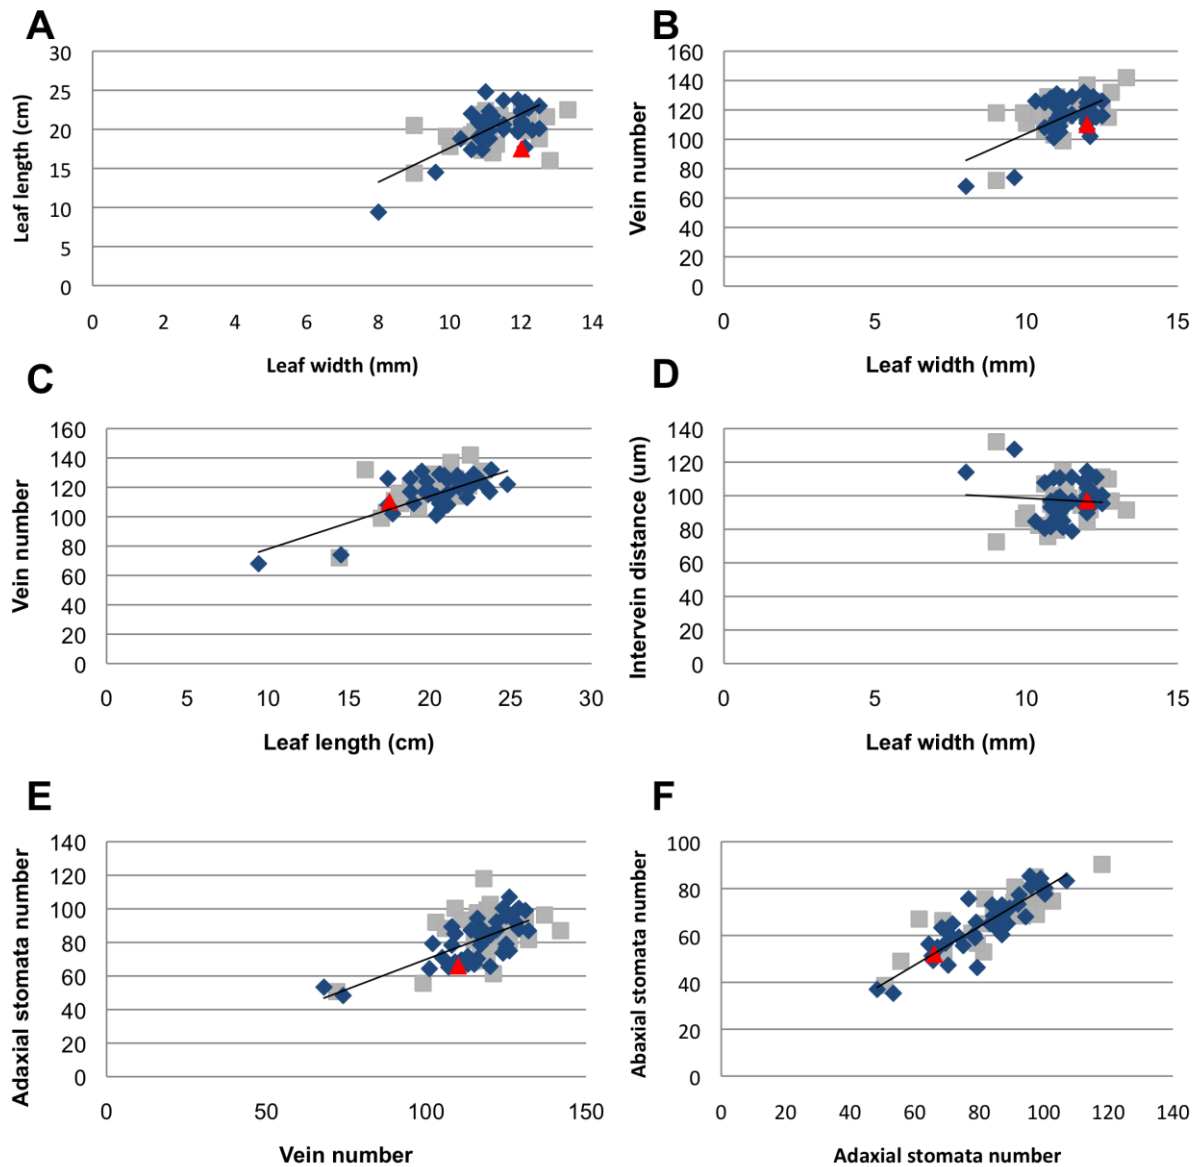 A
30
25
20
15
10
5
0
Leaf length (cm)
0 2 4 6 8 10 12 14
Leaf width (mm)
B
160
140
120
100
80
60
40
20
0
Vein number
0 5 10 15
Leaf width (mm)
C
160
140
120
100
80
60
40
20
0
Vein number
0 5 10 15 20 25 30
Leaf length (cm)
D
140
120
100
80
60
40
20
0
Intervein distance (um)
0 5 10 15
Leaf width (mm)
E
140
120
100
80
60
40
20
0
Adaxial stomata number
0 50 100 150
Vein number
F
100
80
60
40
20
0
Abaxial stomata number
0 20 40 60 80 100 120 140
Adaxial stomata number